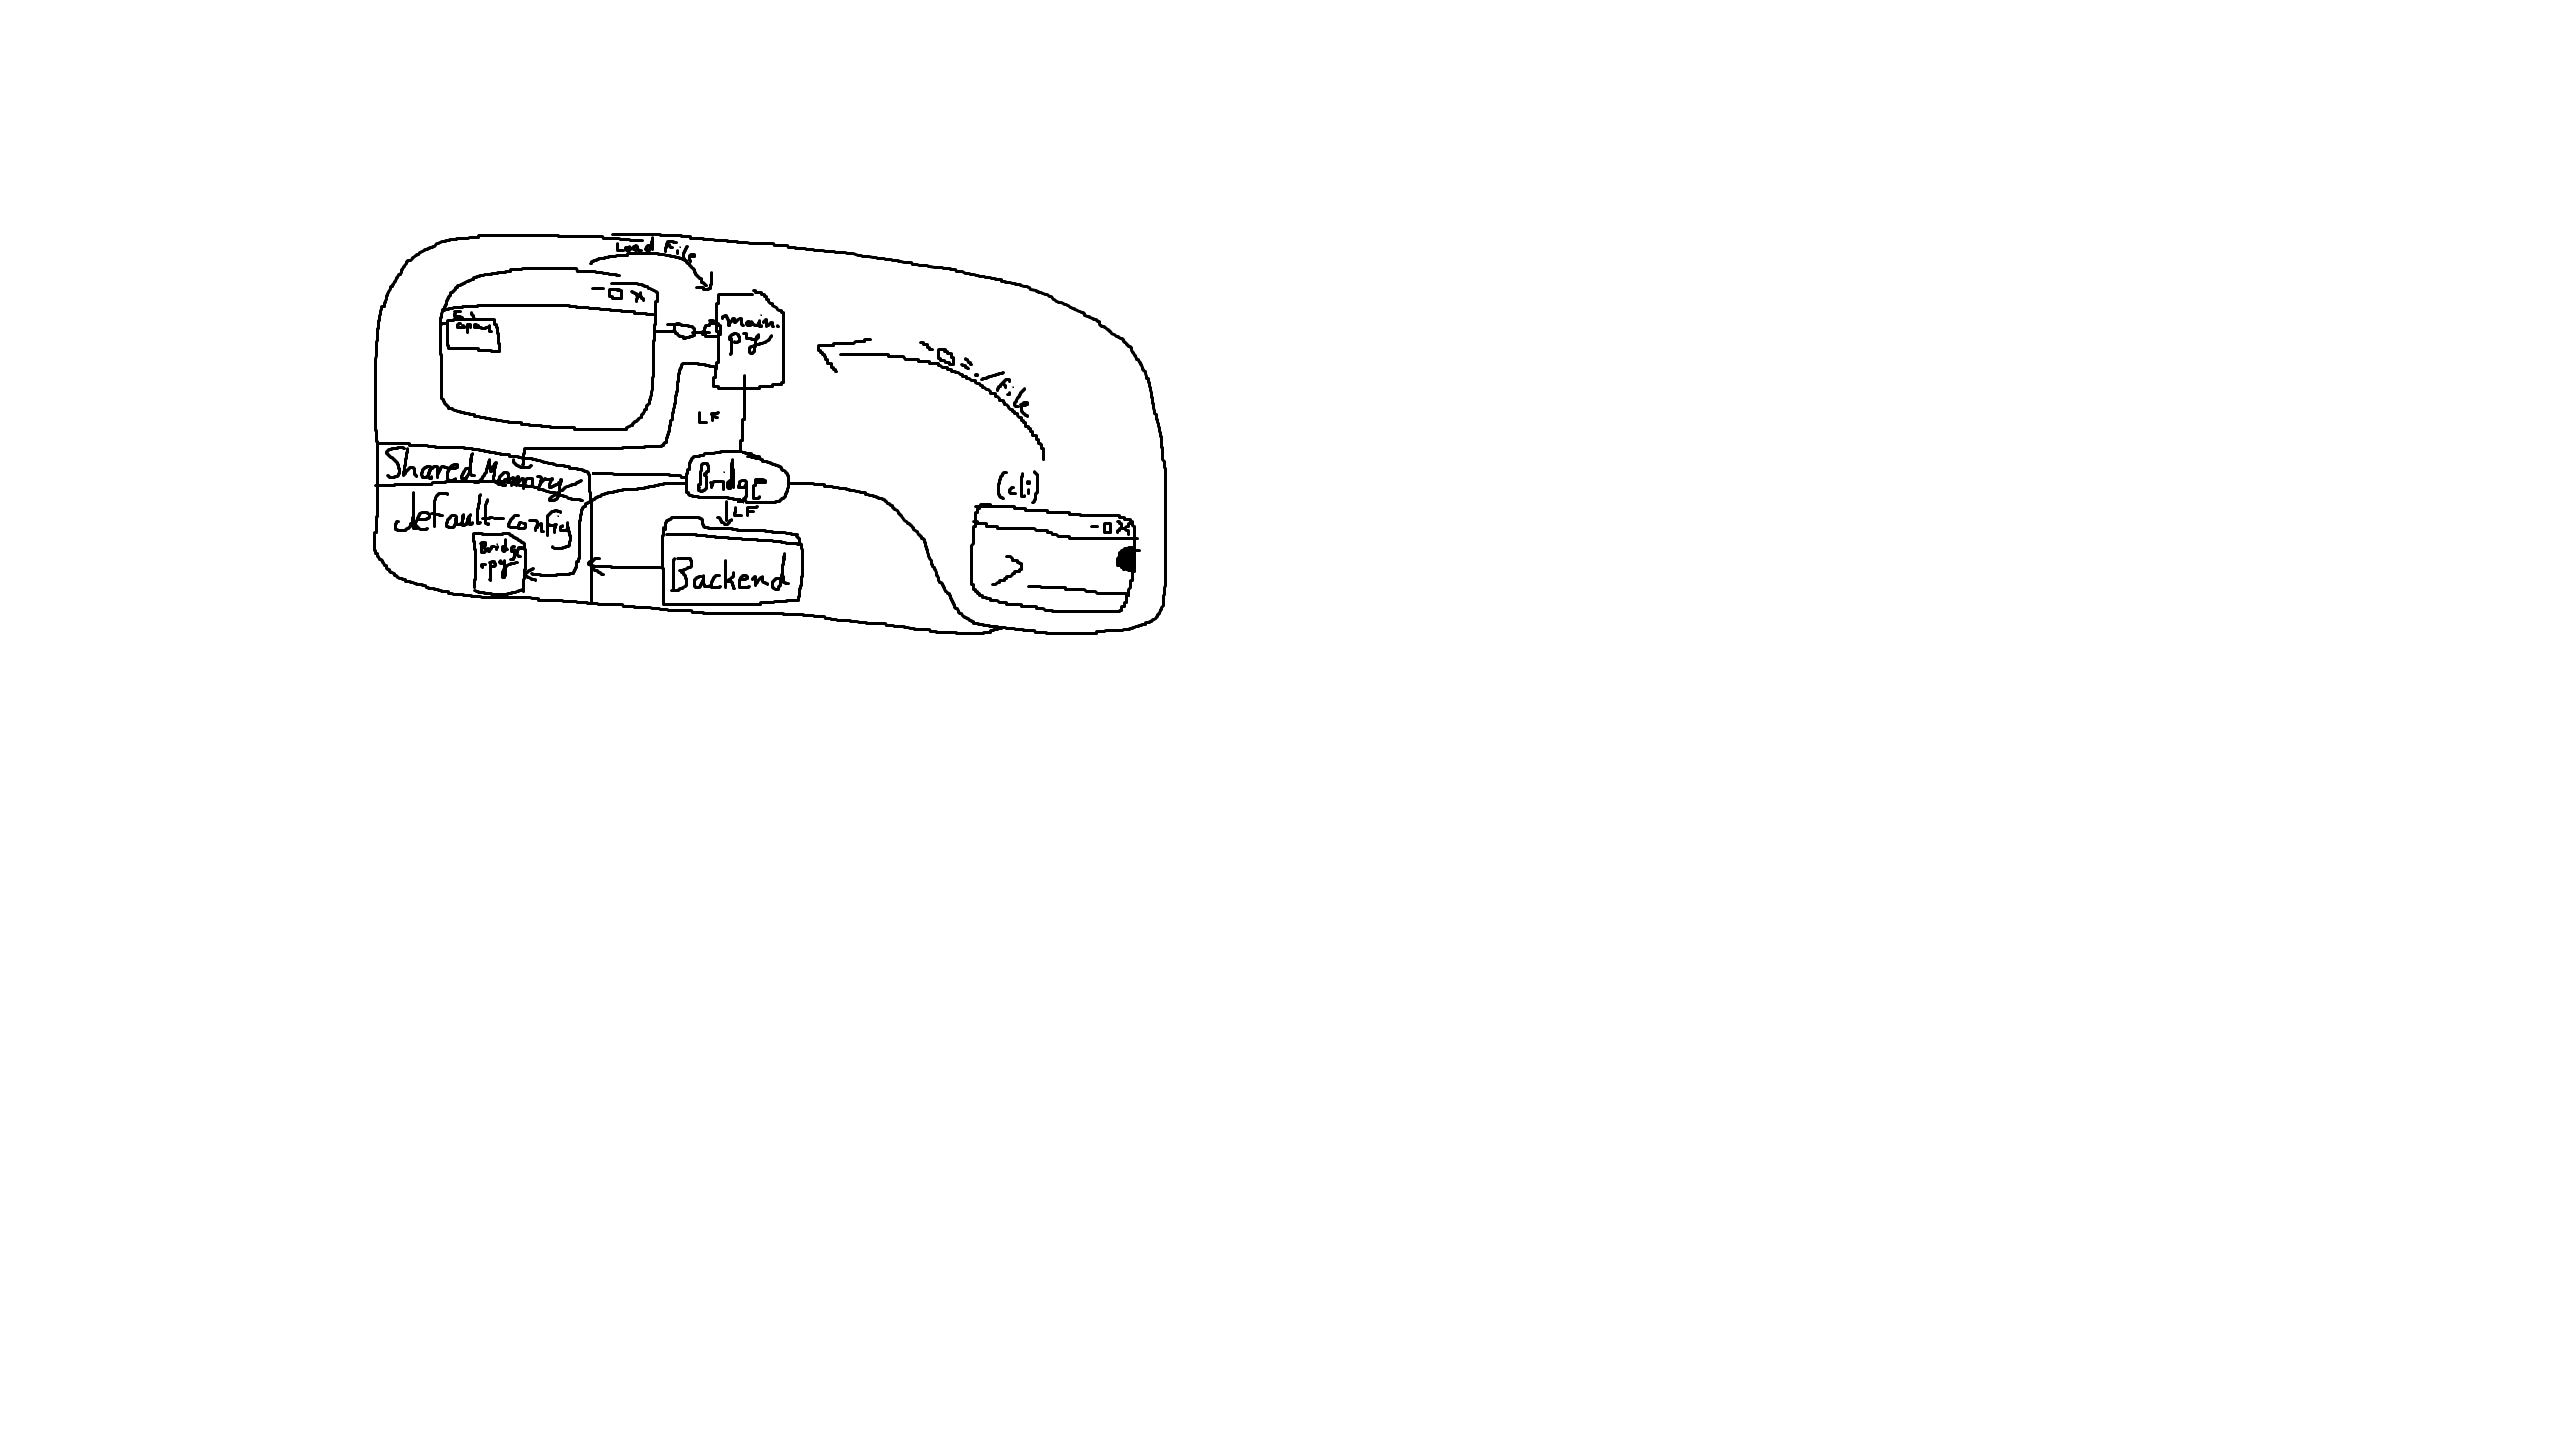 Load File
open
main.
py
-o=./File
LF
Shared Memory
Bridge
(cli)
default-config
LF
Bridge
.py
Backend
>